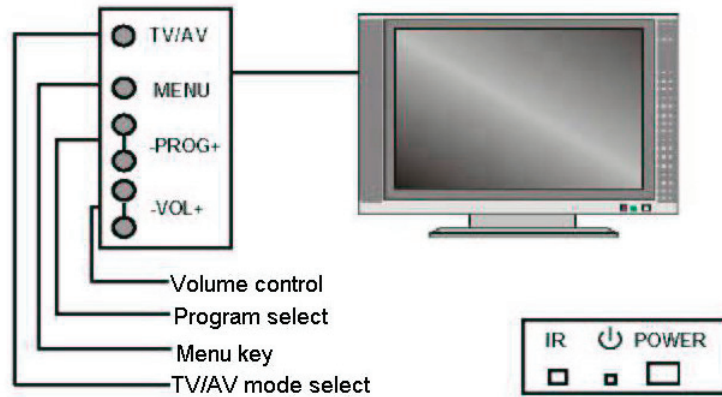 TV/AV
MENU
-PROG+
-VOL+
Volume control
Program select
Menu key
TV/AV mode select
IR POWER